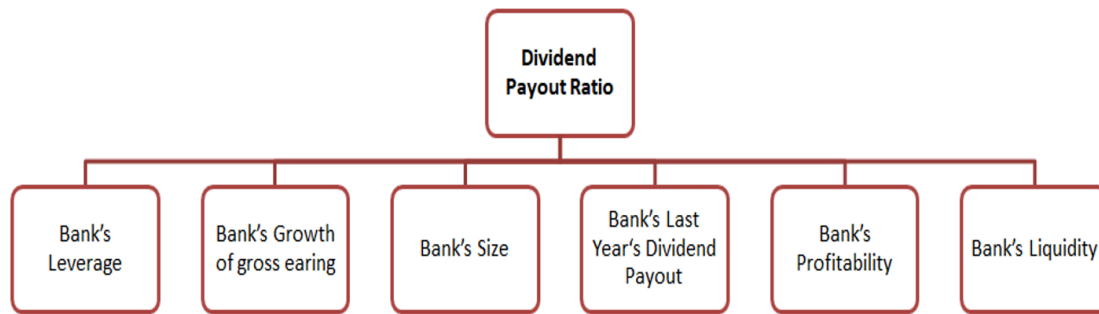 Dividend
Payout Ratio
Bank's
Leverage
Bank's Growth
of gross earing
Bank's Size
Bank's Last
Year's Dividend
Payout
Bank's
Profitability
Bank's Liquidity